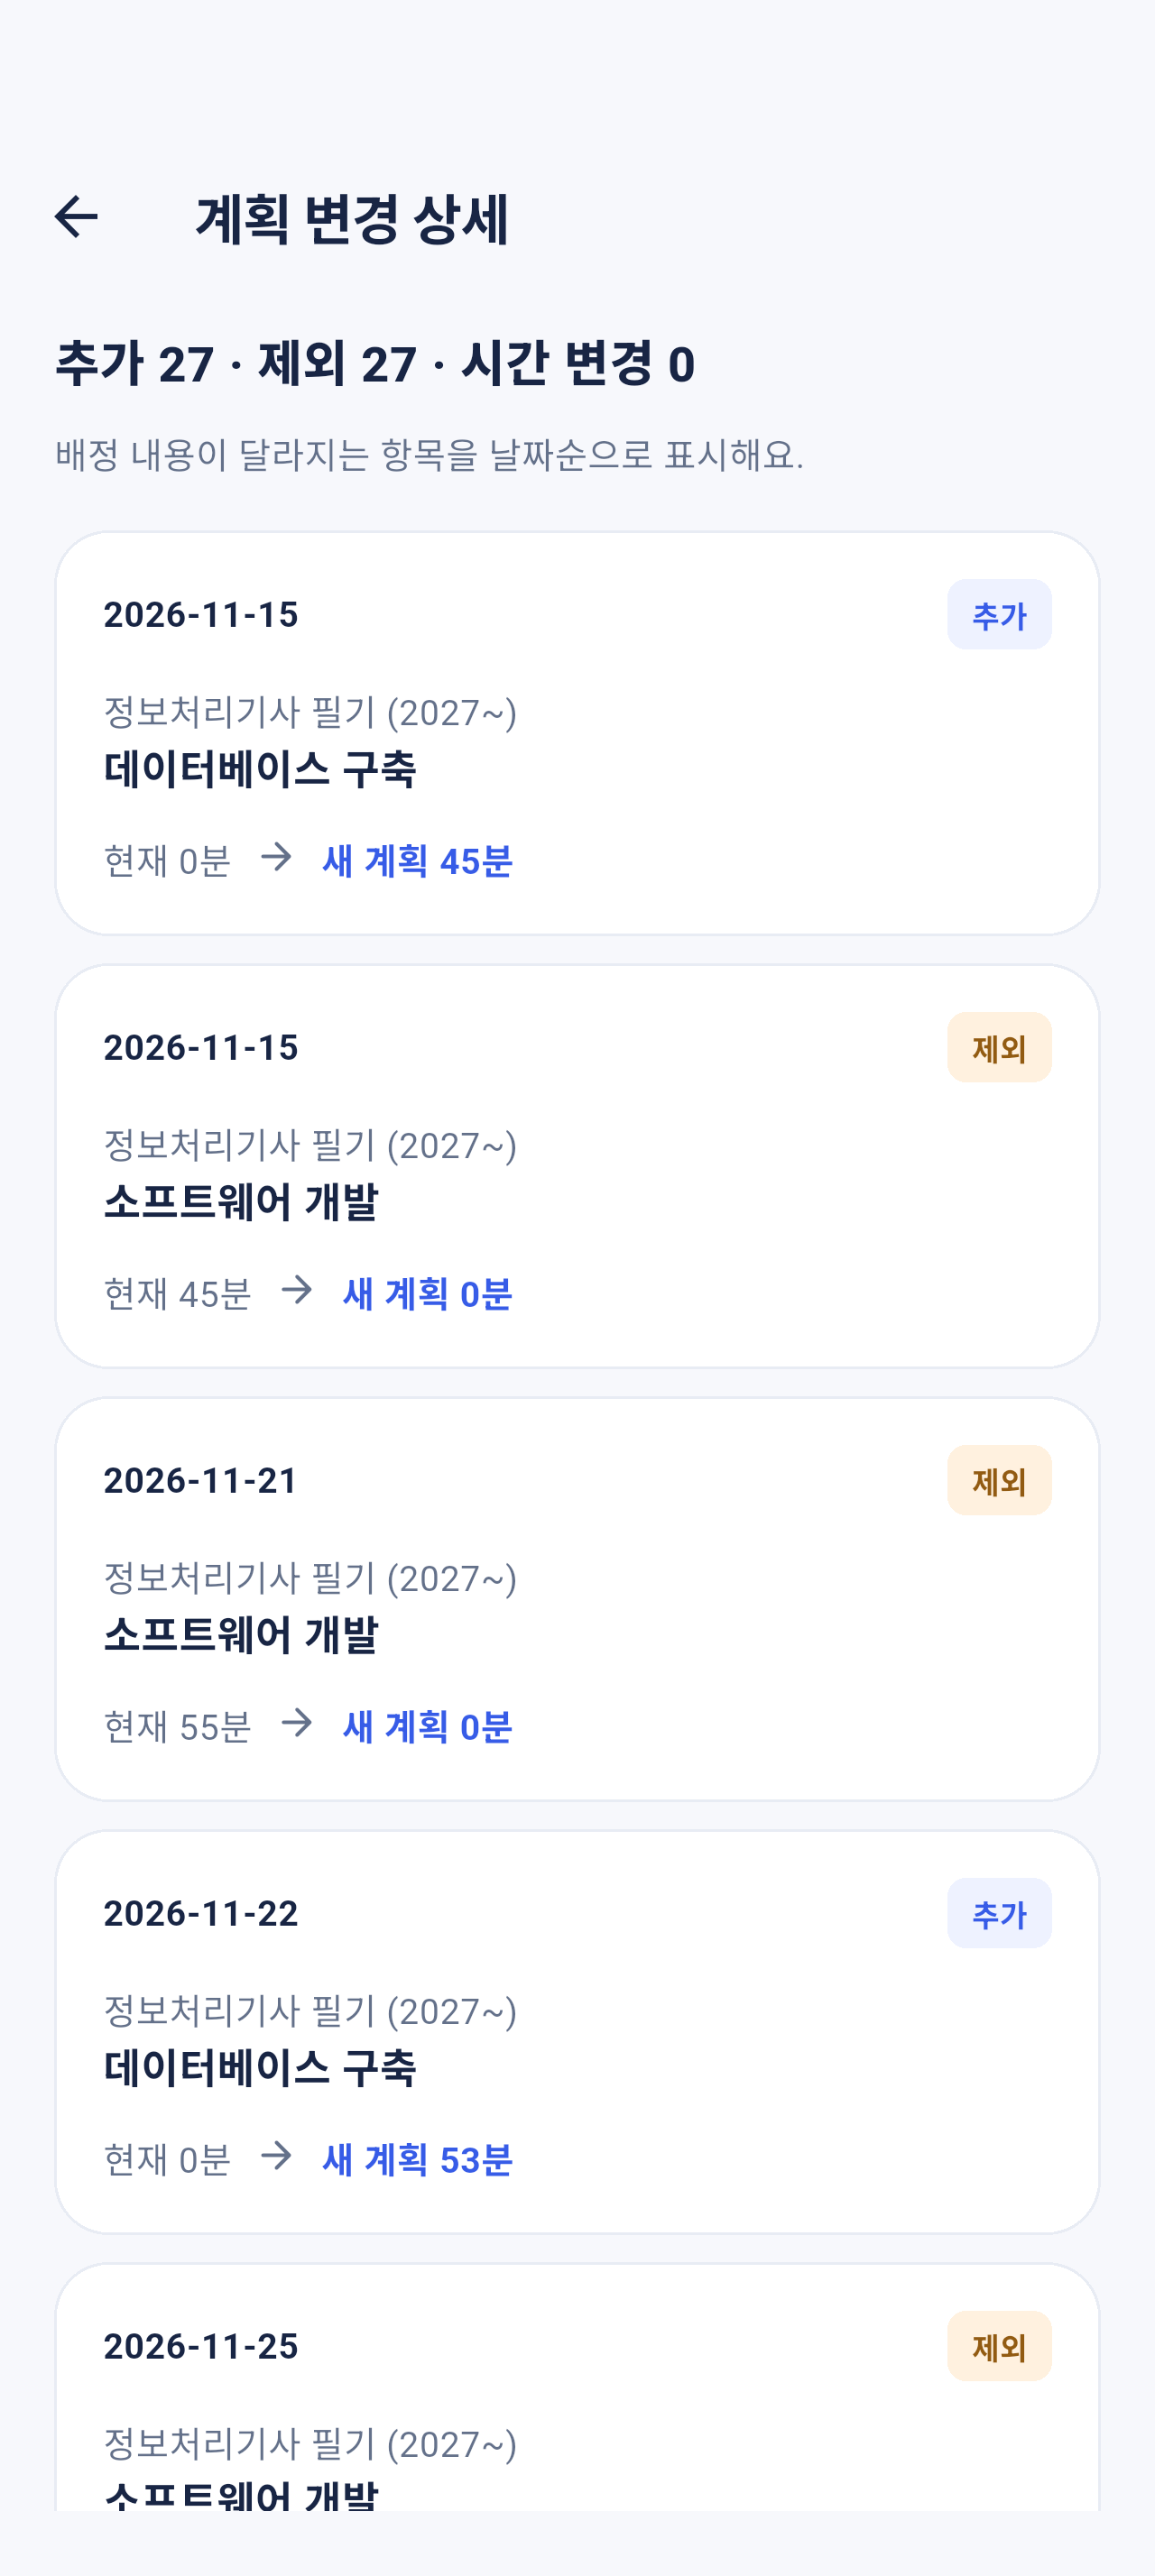 계획 변경 상세
추가 27 · 제외 27 · 시간 변경 0
배정 내용이 달라지는 항목을 날짜순으로 표시해요.
2026-11-15
추가
정보처리기사 필기 (2027~)
데이터베이스 구축
현재 0분 → 새 계획 45분
2026-11-15
제외
정보처리기사 필기 (2027~)
소프트웨어 개발
현재 45분 → 새 계획 0분
2026-11-21
제외
정보처리기사 필기 (2027~)
소프트웨어 개발
현재 55분 → 새 계획 0분
2026-11-22
추가
정보처리기사 필기 (2027~)
데이터베이스 구축
현재 0분 → 새 계획 53분
2026-11-25
제외
정보처리기사 필기 (2027~)
소프트웨어 개발